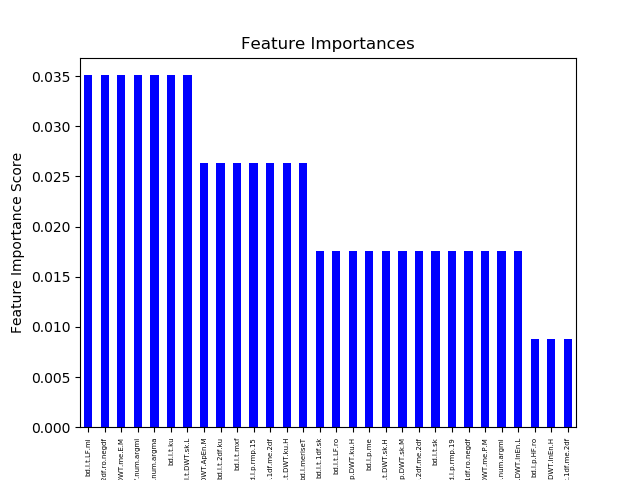 Feature Importances
Feature Importance Score
0.035
0.030
0.025
0.020
0.015
0.010
0.005
0.000
bd.l.t.LF.ml
2df.ro.negdf
DWT.me.E.M
.num.argmi
.num.argma
bd.l.t.ku
l.t.DWT.sk.L
DWT.ApEn.M
bd.l.t.2df.ku
bd.l.t.mxf
d.l.p.rmp.15
.1df.me.2df
.t.DWT.ku.H
bd.l.meriseT
bd.l.t.1df.sk
bd.l.t.LF.ro
p.DWT.ku.H
bd.l.p.me
.t.DWT.sk.H
p.DWT.sk.M
.2df.me.2df
bd.l.t.sk
d.l.p.rmp.19
1df.ro.negdf
WT.me.P.M
.num.argmi
.DWT.lnEn.L
bd.l.p.HF.ro
DWT.lnEn.H
.1df.me.2df